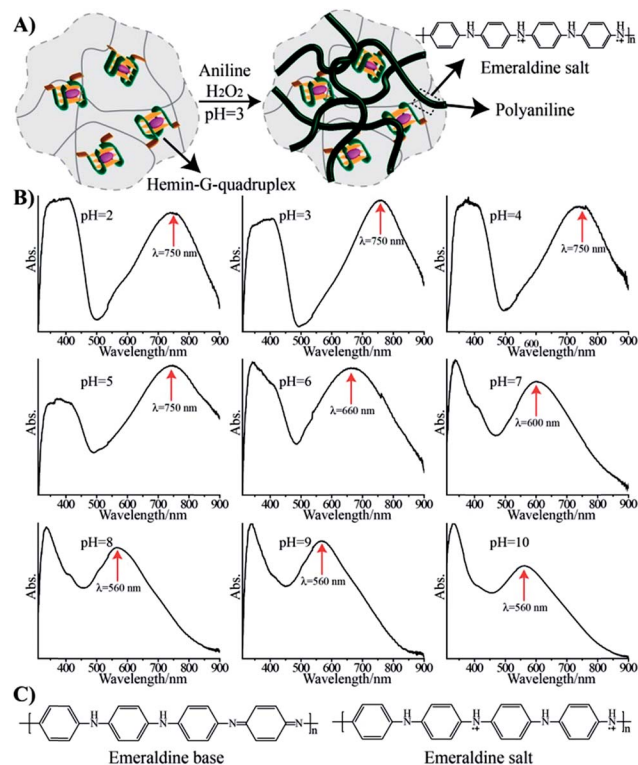 A)
Aniline
H2O2
pH=3
Hemin-G-quadruplex
H
N
H
N
·+
H
N
H
N
·+
n
Emeraldine salt
Polyaniline
B)
pH=2
λ=750 nm
Abs.
400 500 600 700 800 900
Wavelength/nm
pH=3
λ=750 nm
Abs.
400 500 600 700 800 900
Wavelength/nm
pH=4
λ=750 nm
Abs.
400 500 600 700 800 900
Wavelength/nm
pH=5
λ=750 nm
Abs.
400 500 600 700 800 900
Wavelength/nm
pH=6
λ=660 nm
Abs.
400 500 600 700 800 900
Wavelength/nm
pH=7
λ=600 nm
Abs.
400 500 600 700 800 900
Wavelength/nm
pH=8
λ=560 nm
Abs.
400 500 600 700 800 900
Wavelength/nm
pH=9
λ=560 nm
Abs.
400 500 600 700 800 900
Wavelength/nm
pH=10
λ=560 nm
Abs.
400 500 600 700 800 900
Wavelength/nm
C)
H
N
H
N
N
N
n
Emeraldine base
H
N
H
N
·+
H
N
H
N
·+
n
Emeraldine salt